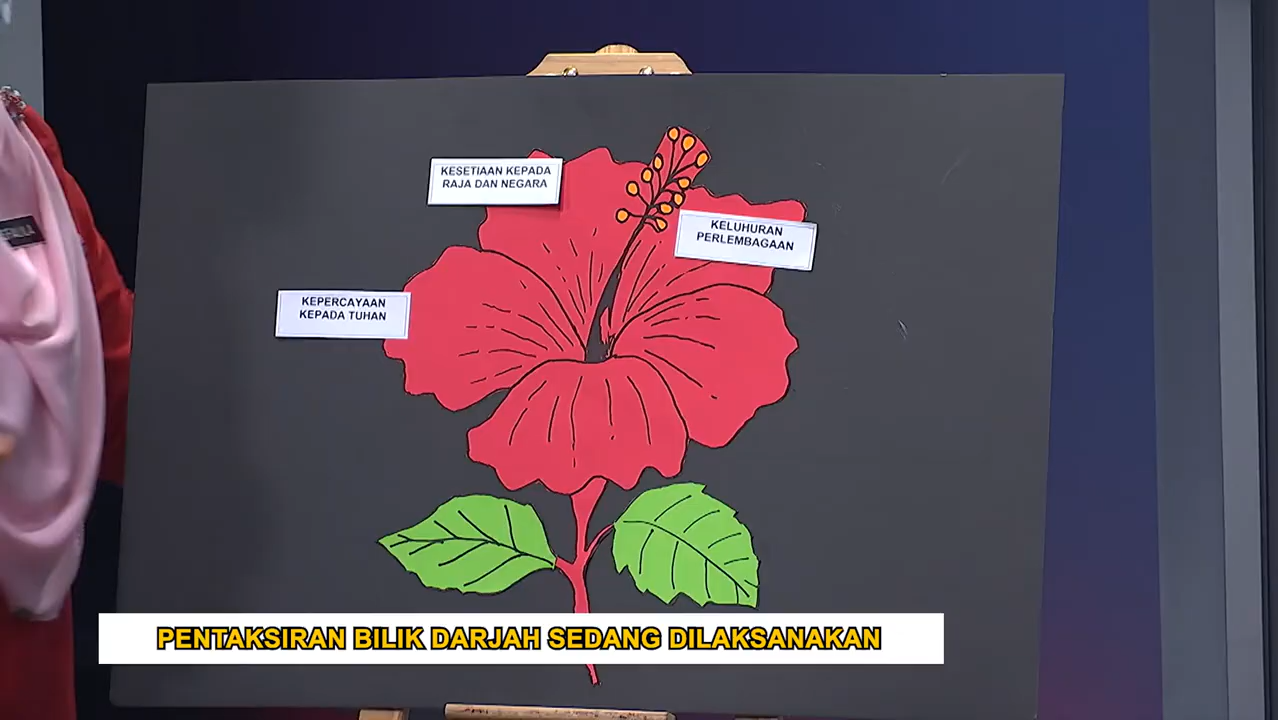 KESETIAAN KEPADA
RAJA DAN NEGARA
KELUHURAN
PERLEMBAGAAN
KEPERCAYAAN
KEPADA TUHAN
PENTAKSIRAN BILIK DARJAH SEDANG DILAKSANAKAN